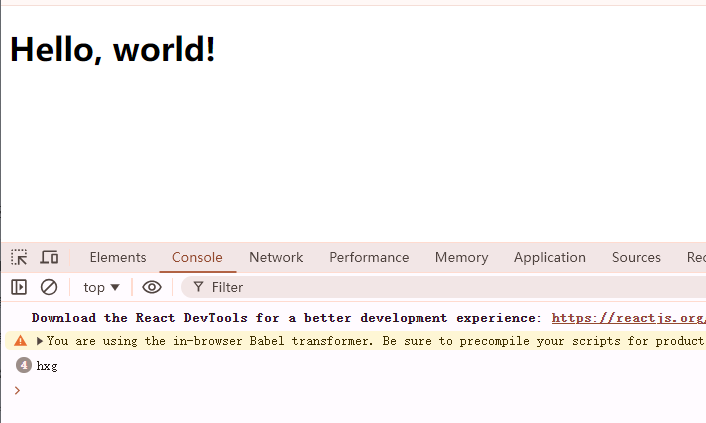 Hello, world!
Elements Console Network Performance Memory Application Sources
top Filter
Download the React DevTools for a better development experience: https://reactjs.org/
You are using the in-browser Babel transformer. Be sure to precompile your scripts for product
4 hxg